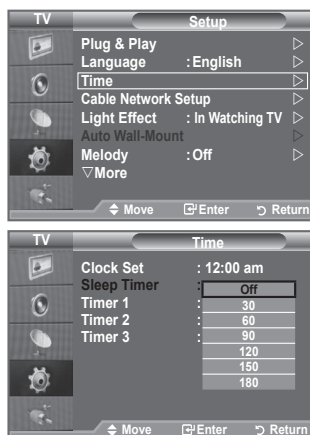 TV Setup
Plug & Play
Language : English
Time
Cable Network Setup
Light Effect : In Watching TV
Auto Wall-Mount
Melody : Off
▽More
Move Enter Return
TV Time
Clock Set : 12:00 am
Sleep Timer : Off
Timer 1 : 30
Timer 2 : 60
Timer 3 : 90
120
150
180
Move Enter Return